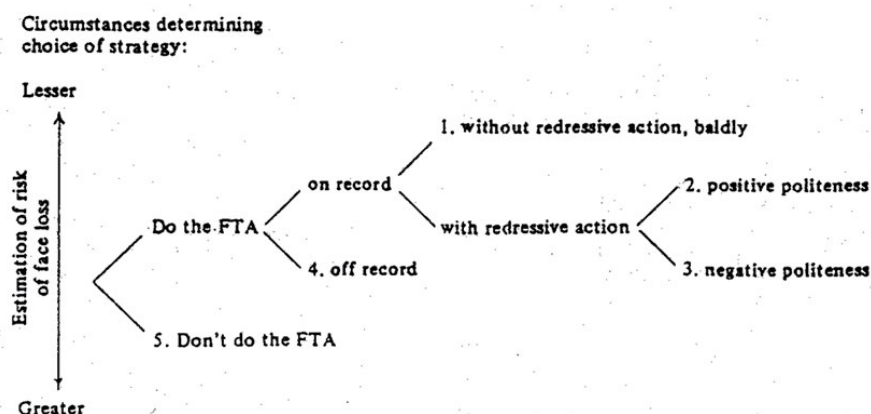 Circumstances determining
choice of strategy:
Lesser
1. without redressive action, baldly
on record
2. positive politeness
Do the FTA
with redressive action
4. off record
3. negative politeness
5. Don't do the FTA
Estimation of risk
of face loss
Greater